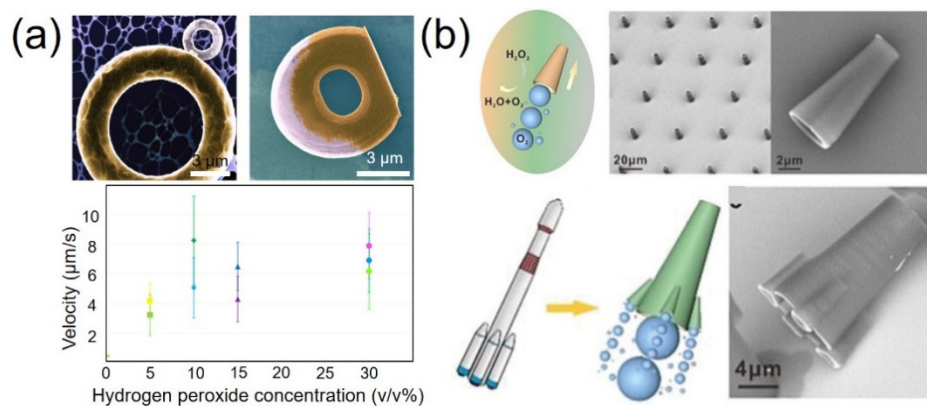 (a)
3 μm
3 μm
Velocity (μm/s)
10
8
6
4
2
0 5 10 15 20 25 30
Hydrogen peroxide concentration (v/v%)
(b)
H₂O₂
H₂O+O₂
O₂
20μm
2μm
4μm